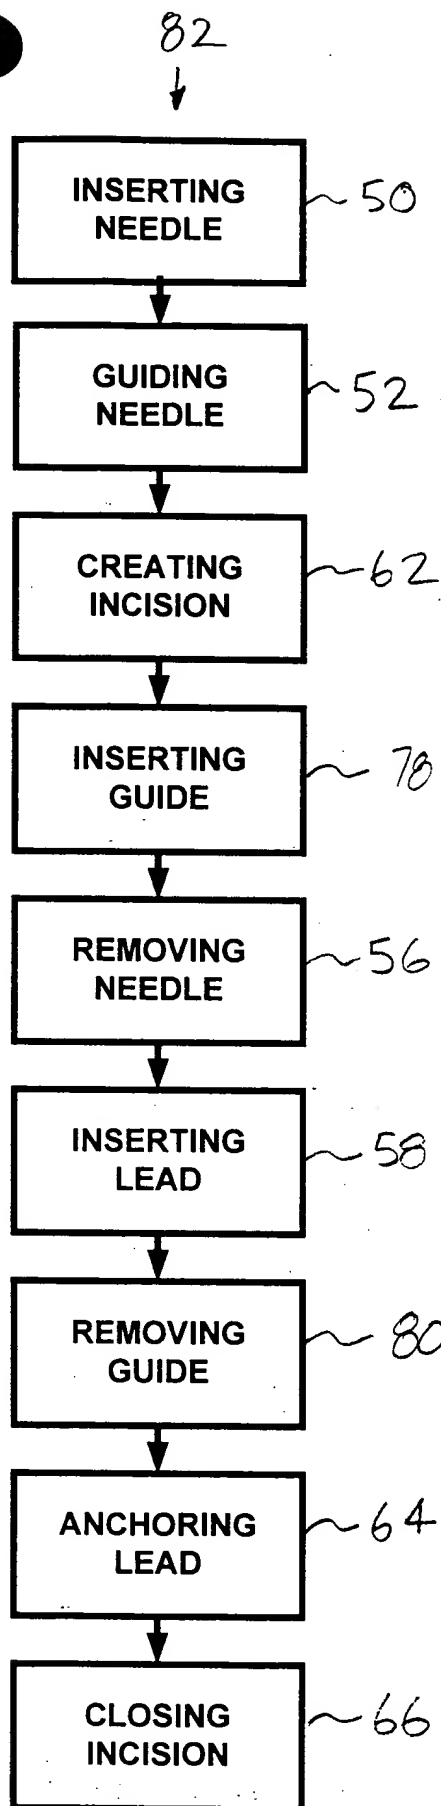 82
INSERTING
NEEDLE
50
GUIDING
NEEDLE
52
CREATING
INCISION
62
INSERTING
GUIDE
78
REMOVING
NEEDLE
56
INSERTING
LEAD
58
REMOVING
GUIDE
80
ANCHORING
LEAD
64
CLOSING
INCISION
66